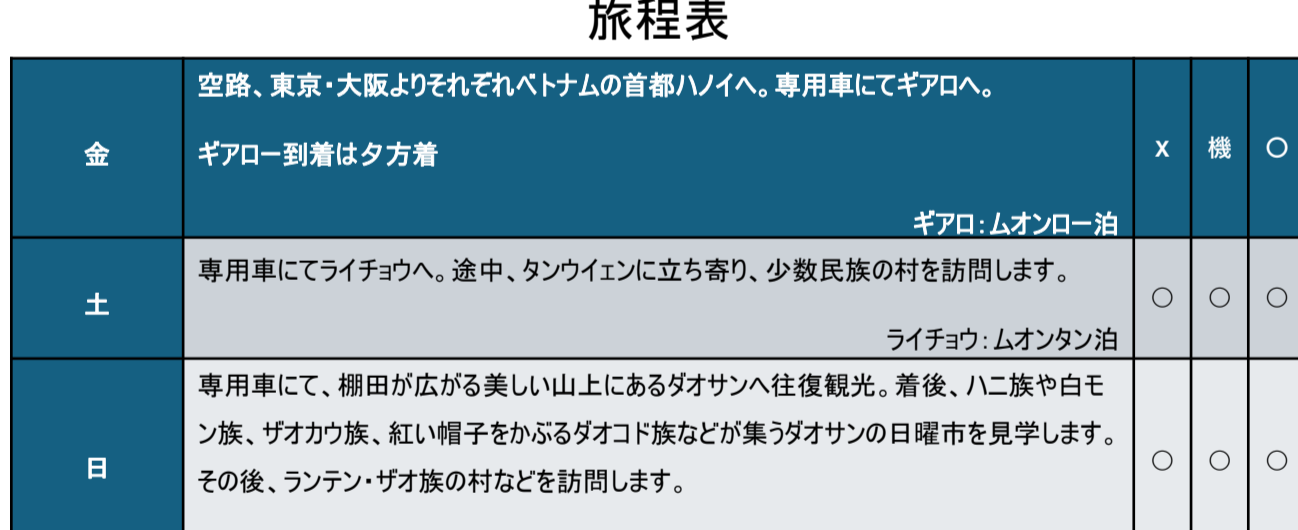 旅程表
金
空路、東京・大阪よりそれぞれベトナムの首都ハノイへ。専用車にてギアロへ。
ギアロー到着は夕方着
ギアロ：ムオンロー泊
X 機 〇
土
専用車にてライチョウへ。途中、タンウイェンに立ち寄り、少数民族の村を訪問します。
ライチョウ：ムオンタン泊
〇 〇 〇
日
専用車にて、棚田が広がる美しい山上にあるダオサンへ往復観光。着後、ハニ族や白モ
ン族、ザオカウ族、紅い帽子をかぶるダオコド族などが集うダオサンの日曜市を見学します。
その後、ランテン・ザオ族の村などを訪問します。
〇 〇 〇